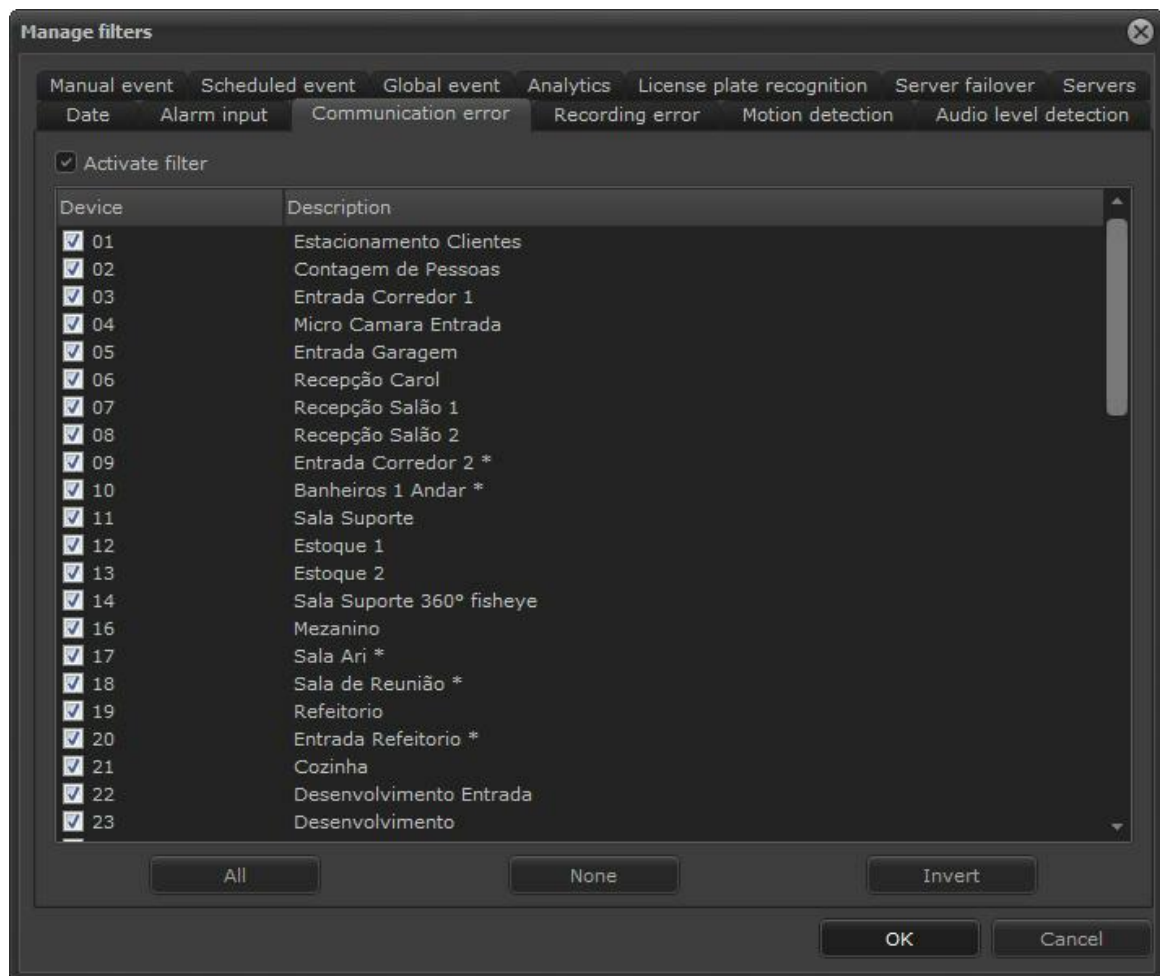 Manage filters
Manual event Scheduled event Global event Analytics License plate recognition Server failover Servers
Date Alarm input Communication error Recording error Motion detection Audio level detection
Activate filter
Device Description
01 Estacionamento Clientes
02 Contagem de Pessoas
03 Entrada Corredor 1
04 Micro Camara Entrada
05 Entrada Garagem
06 Recepção Carol
07 Recepção Salão 1
08 Recepção Salão 2
09 Entrada Corredor 2 *
10 Banheiros 1 Andar *
11 Sala Suporte
12 Estoque 1
13 Estoque 2
14 Sala Suporte 360° fisheye
16 Mezanino
17 Sala Ari *
18 Sala de Reunião *
19 Refeitorio
20 Entrada Refeitorio *
21 Cozinha
22 Desenvolvimento Entrada
23 Desenvolvimento
All None Invert
OK Cancel